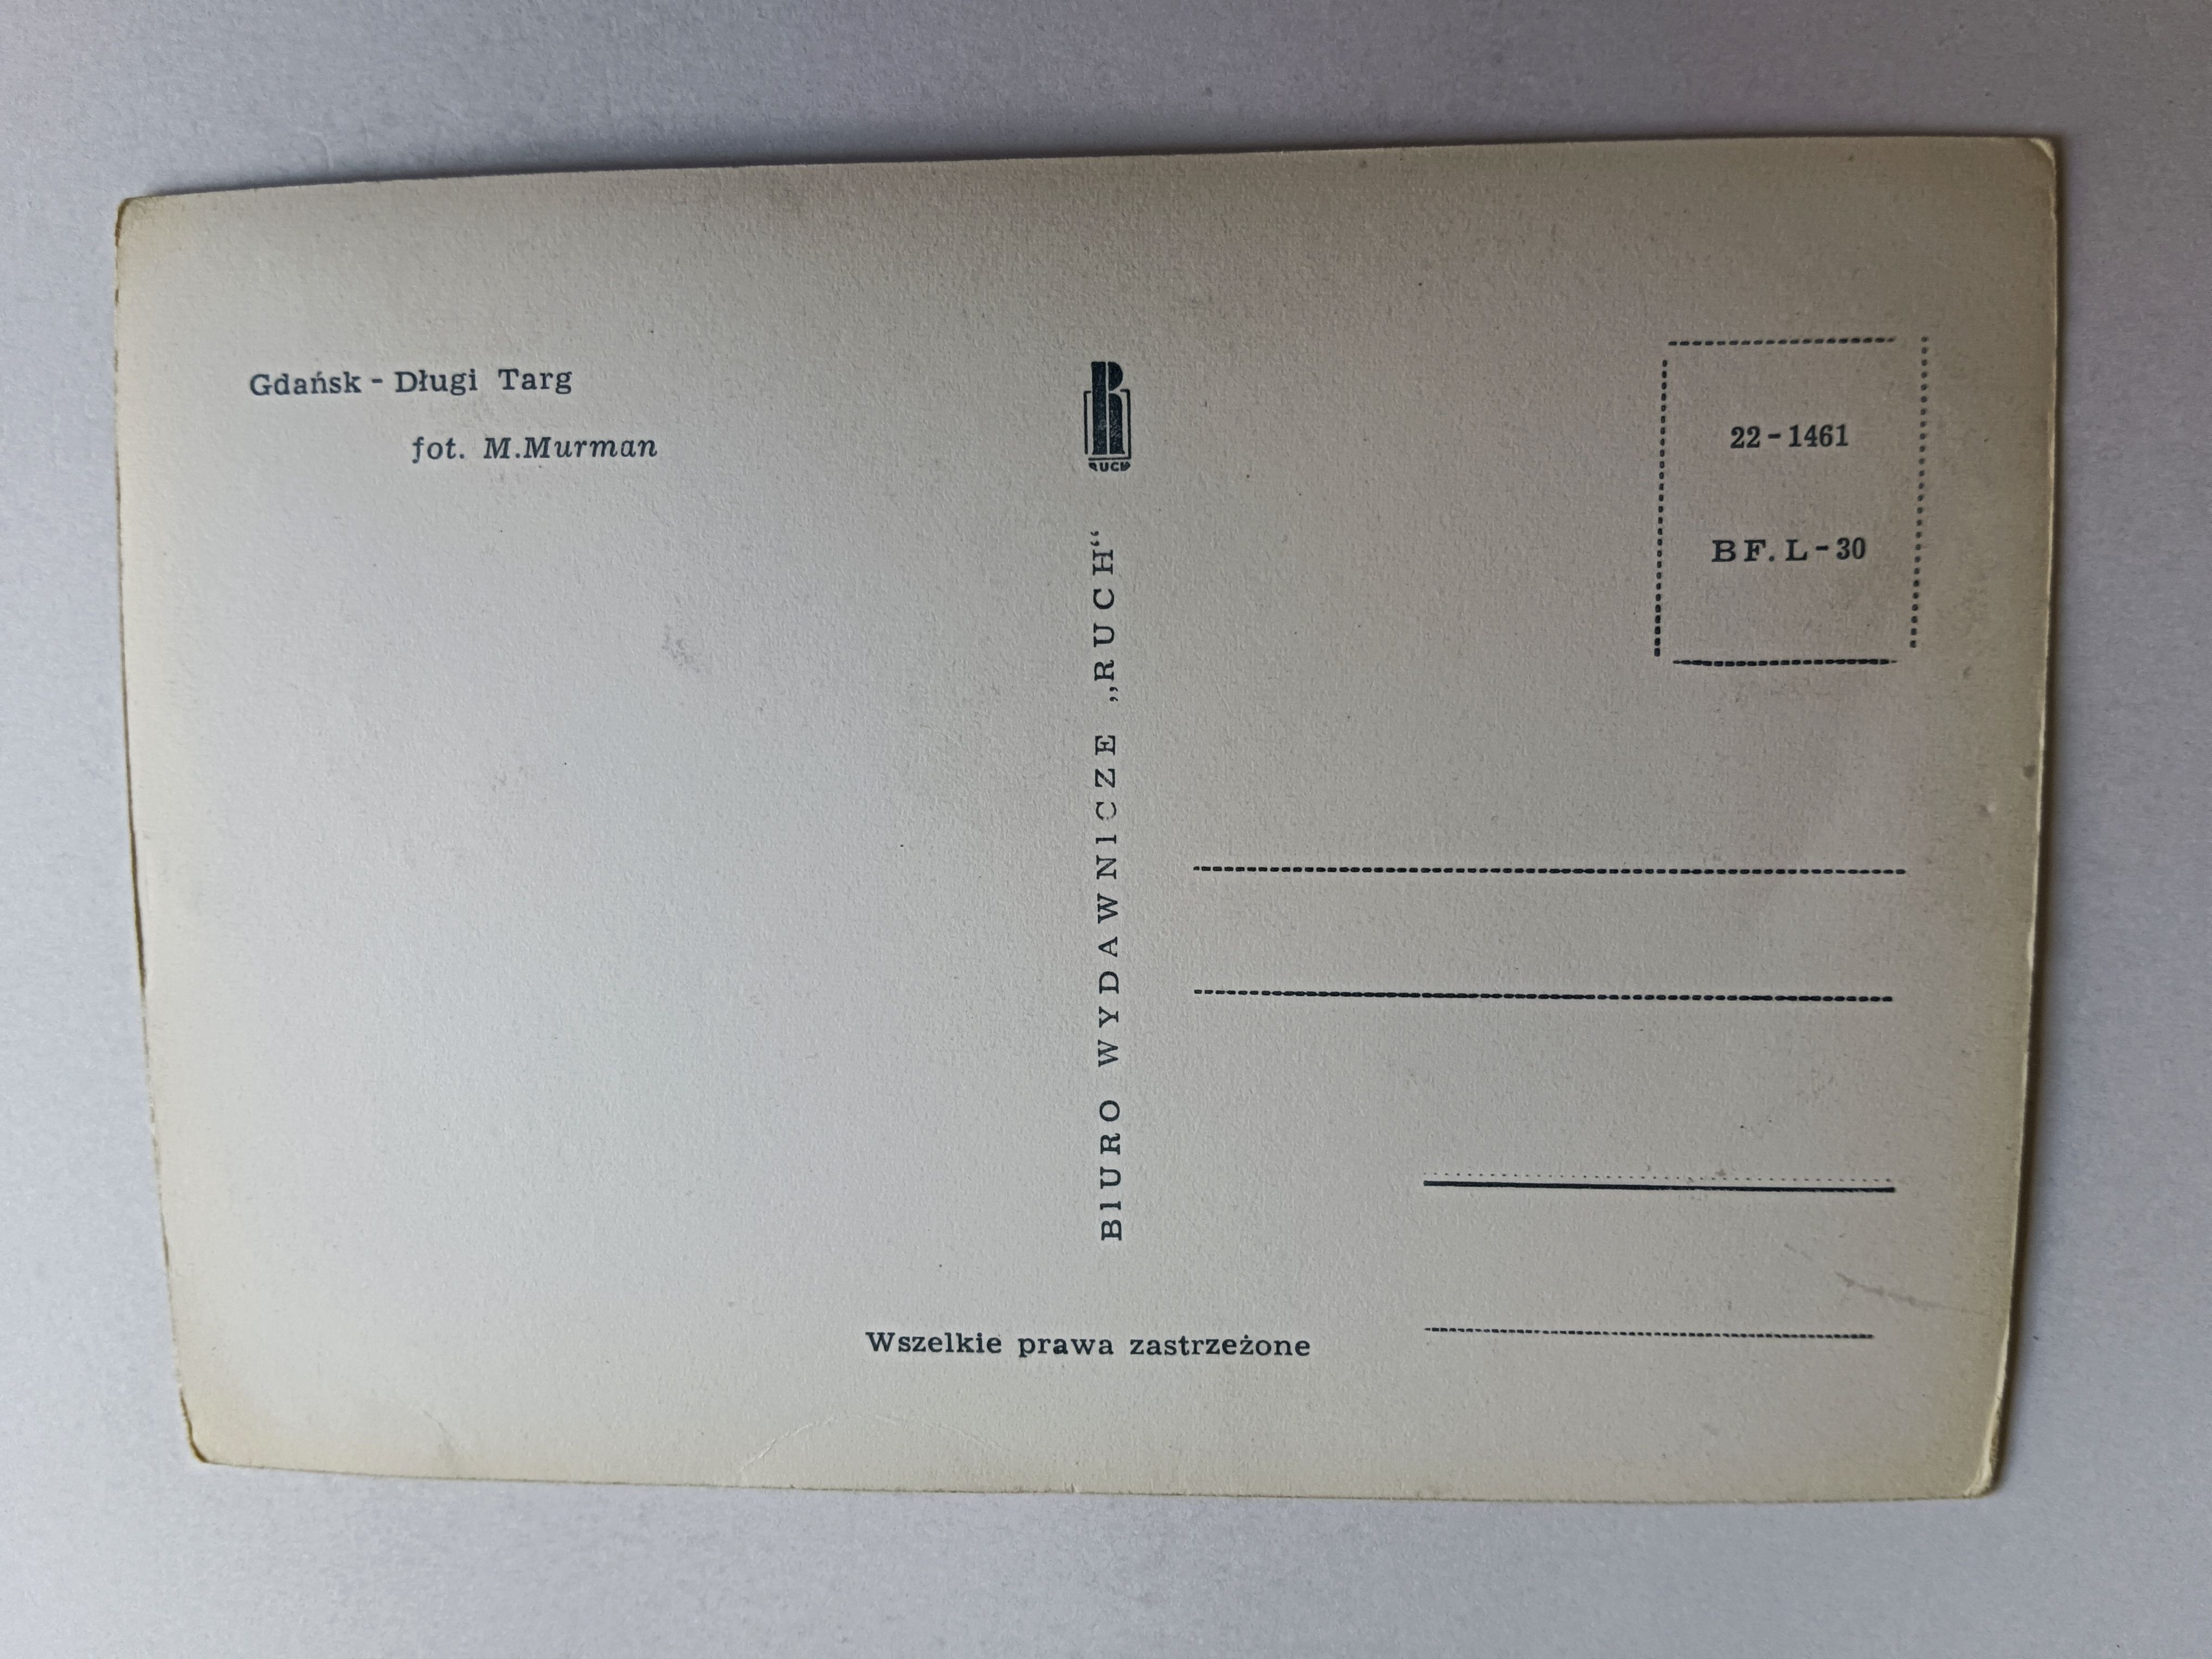 Gdańsk - Długi Targ
fot. M.Murman
RUCH
BIURO WYDAWNICZE „RUCH”
22-1461
BF. L-30
Wszelkie prawa zastrzeżone